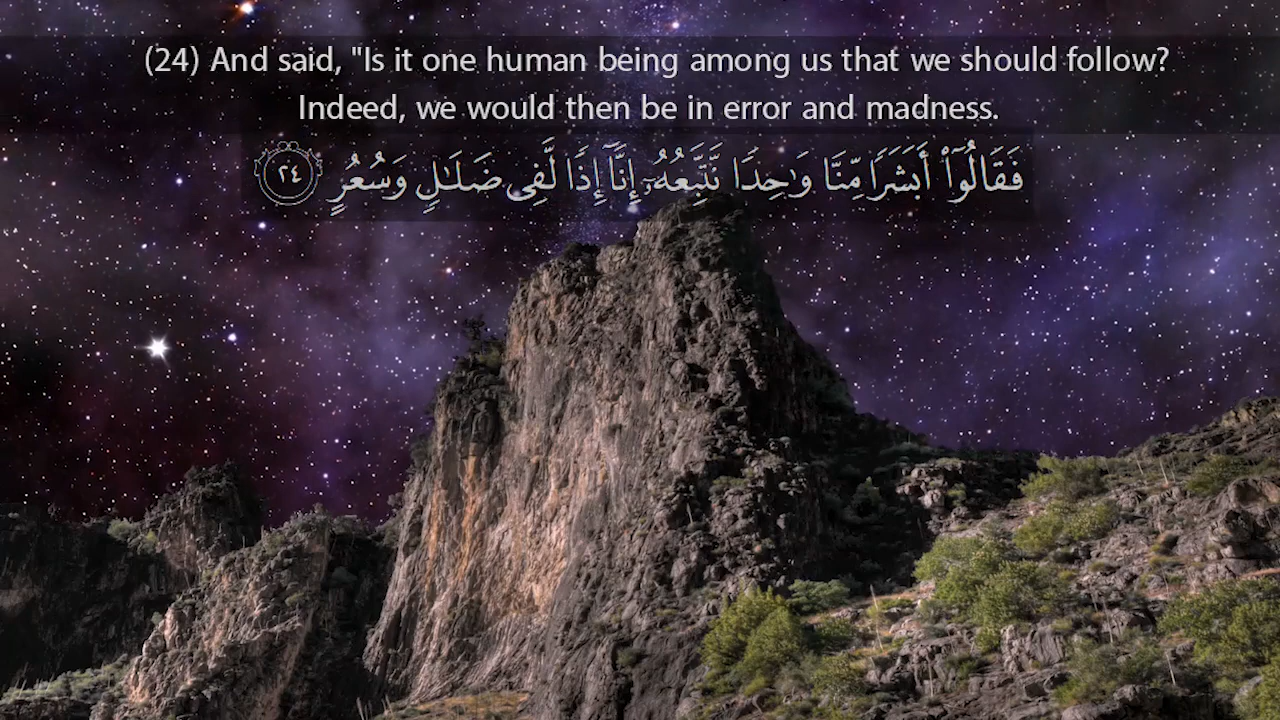 (24) And said, "Is it one human being among us that we should follow?
Indeed, we would then be in error and madness.
فَقَالُوٓا۟ أَبَشَرًا مِّنَّا وَٰحِدًا نَّتَّبِعُهُۥٓ إِنَّآ إِذًا لَّفِى ضَلَـٰلٍ وَسُعُرٍ ٢٤